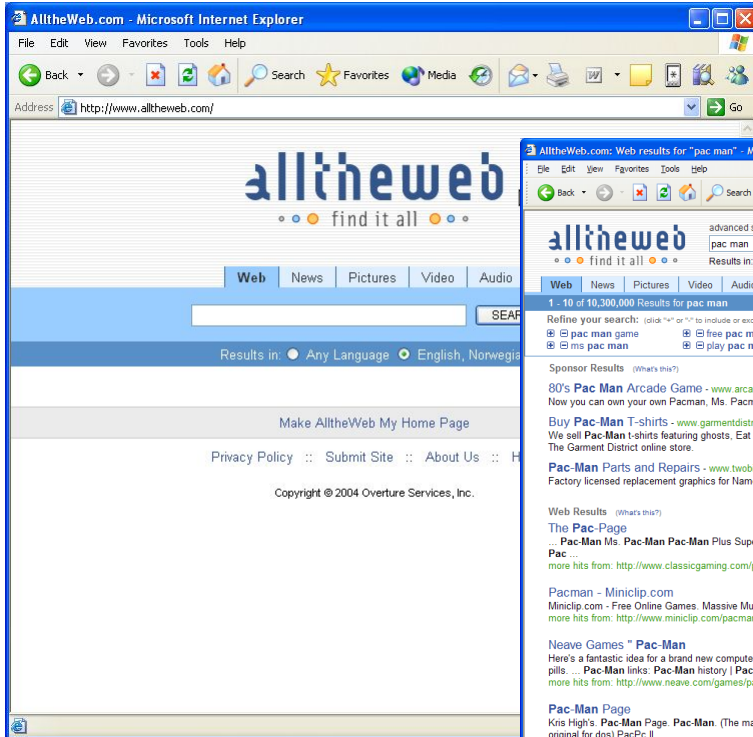 AlltheWeb.com - Microsoft Internet Explorer
File Edit View Favorites Tools Help
Back Search Favorites Media
Address http://www.alltheweb.com/ Go
alltheweb
find it all
Web News Pictures Video Audio
SEAR
Results in: Any Language English, Norwegia
Make AlltheWeb My Home Page
Privacy Policy :: Submit Site :: About Us :: H
Copyright © 2004 Overture Services, Inc.
AlltheWeb.com: Web results for "pac man" - M
File Edit View Favorites Tools Help
Back Search
alltheweb
find it all
advanced s
pac man
Results in:
Web News Pictures Video Audio
1 - 10 of 10,300,000 Results for pac man
Refine your search: (click "+" or "-" to include or exc
pac man game free pac m
ms pac man play pac m
Sponsor Results (What's this?)
80's Pac Man Arcade Game - www.arca
Now you can own your own Pacman, Ms. Pacm
Buy Pac-Man T-shirts - www.garmentdistr
We sell Pac-Man t-shirts featuring ghosts, Eat
The Garment District online store.
Pac-Man Parts and Repairs - www.twob
Factory licensed replacement graphics for Nam
Web Results (What's this?)
The Pac-Page
... Pac-Man Ms. Pac-Man Pac-Man Plus Supe
Pac ...
more hits from: http://www.classicgaming.com/p
Pacman - Miniclip.com
Miniclip.com - Free Online Games. Massive Mu
more hits from: http://www.miniclip.com/pacma
Neave Games " Pac-Man
Here's a fantastic idea for a brand new compute
pills. ... Pac-Man links: Pac-Man history | Pac
more hits from: http://www.neave.com/games/pa
Pac-Man Page
Kris High's. Pac-Man Page. Pac-Man. (The ma
original for dos) PacPc II